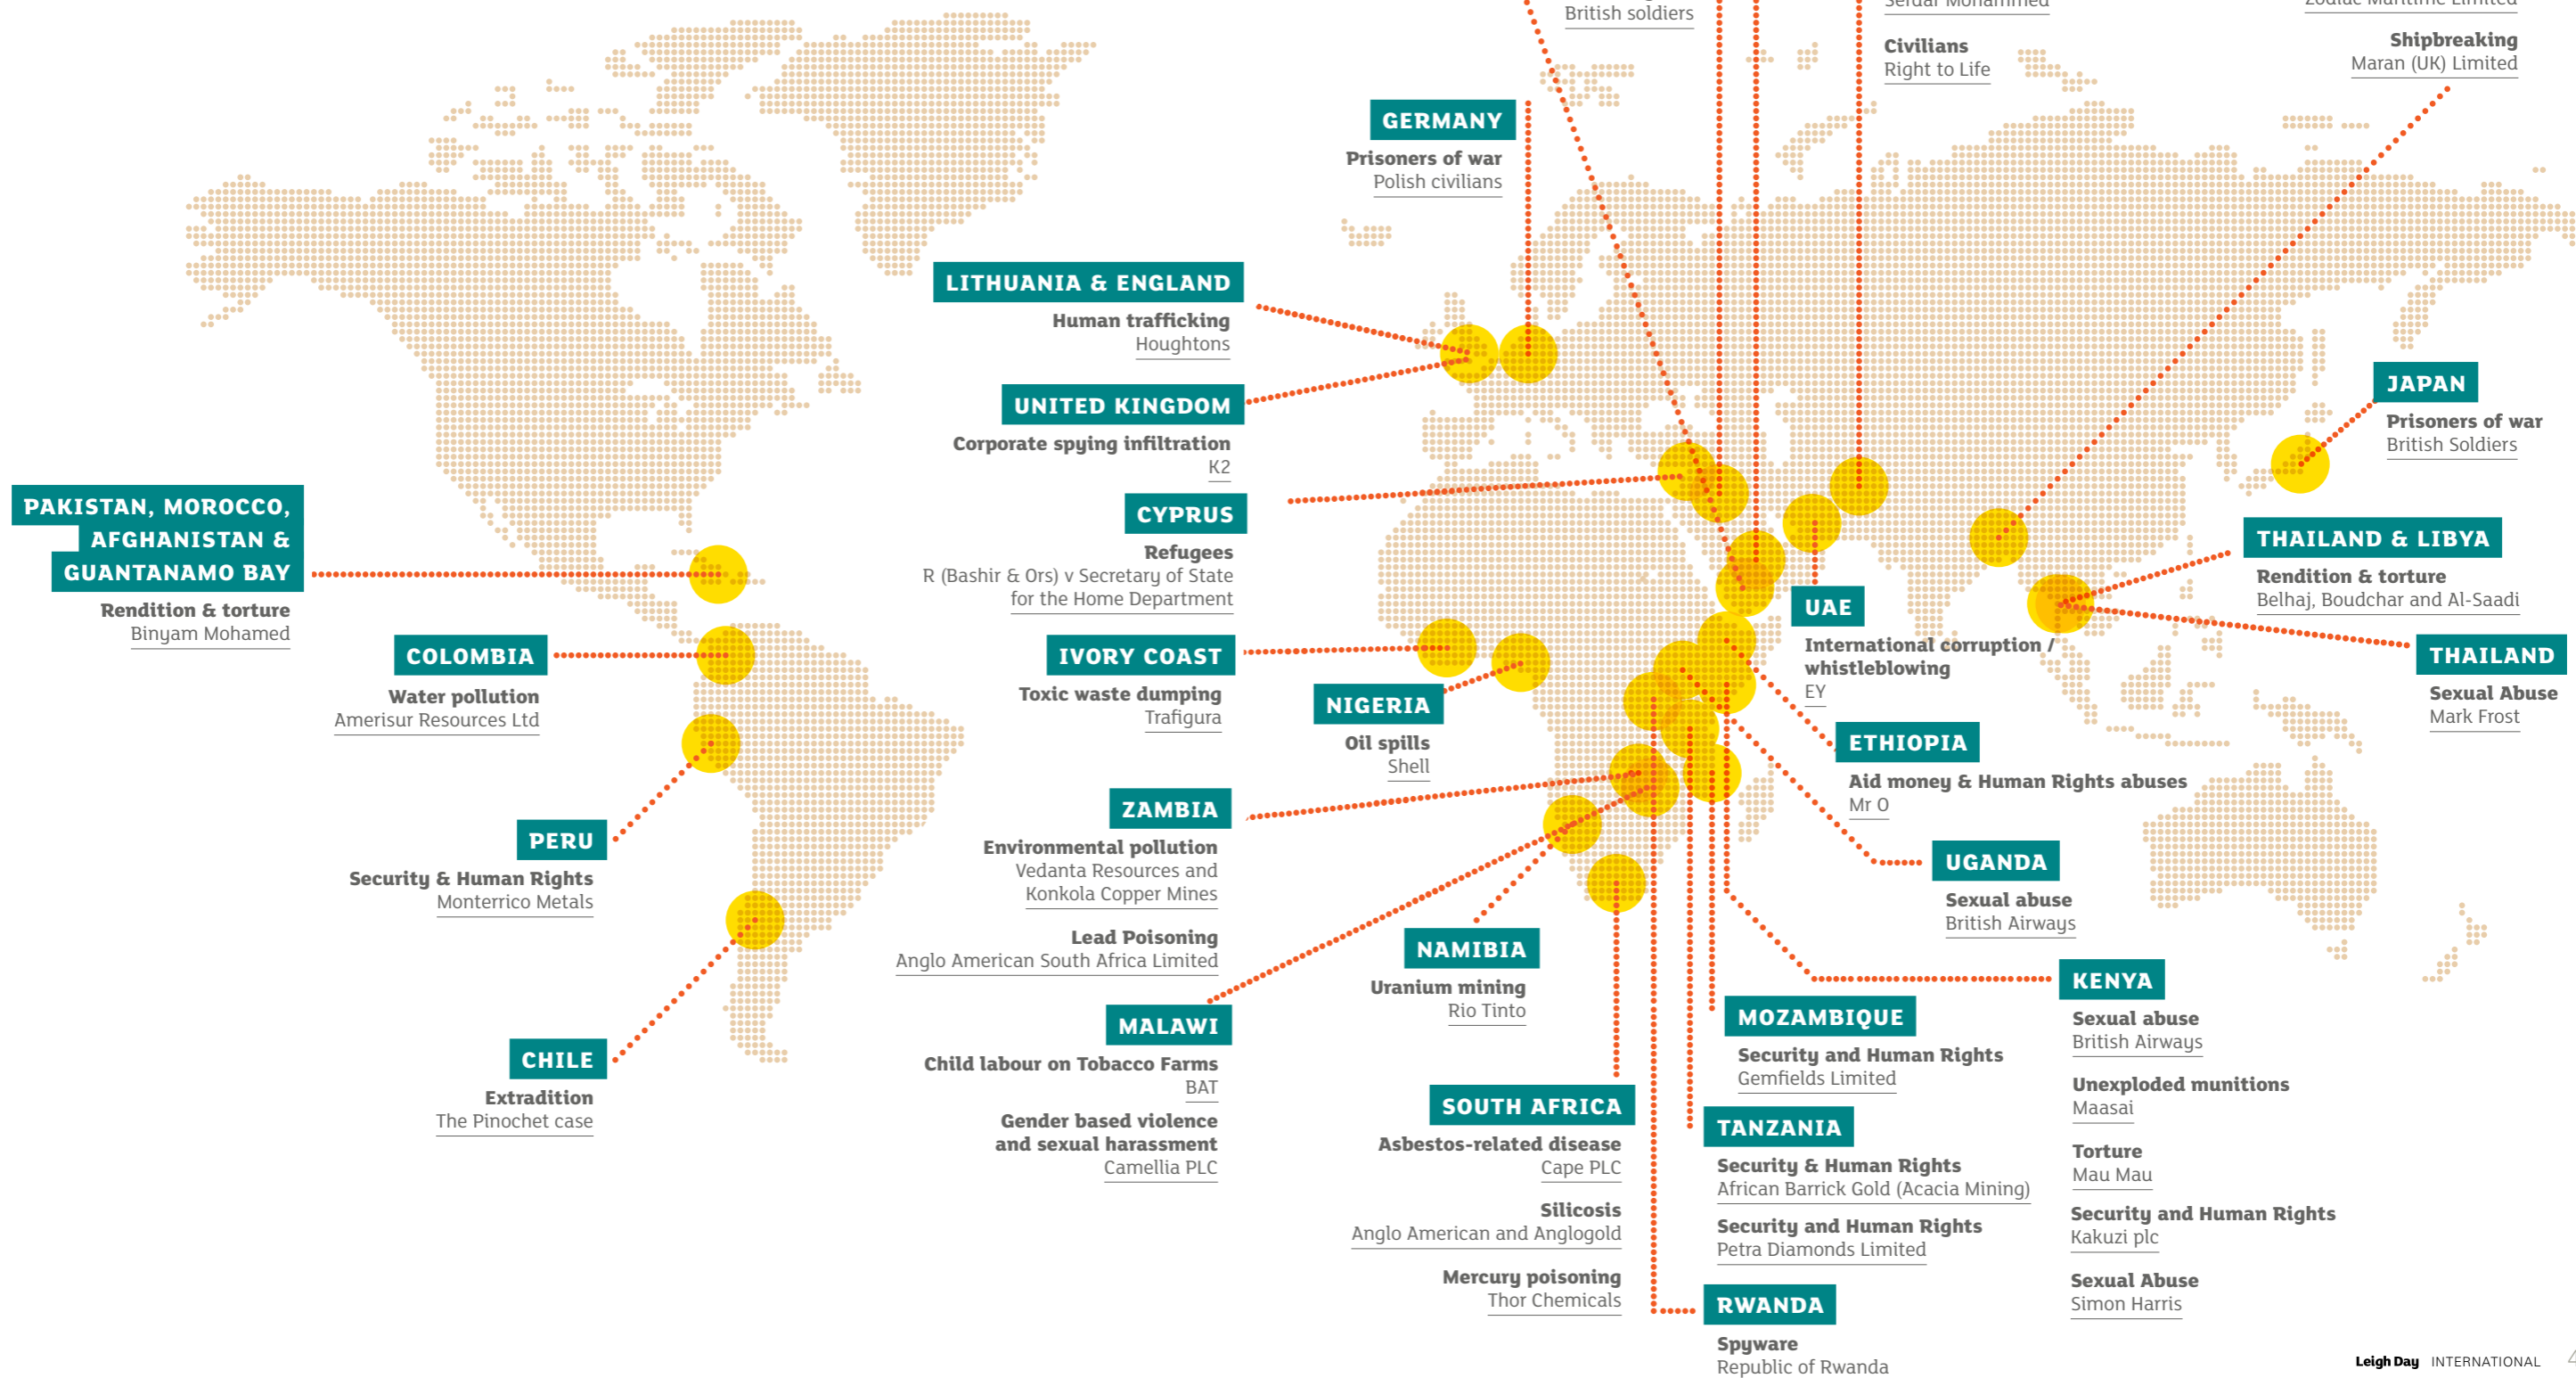 British soldiers
Serdar Mohammed
Civilians
Right to Life
Zodiac Maritime Limited
Shipbreaking
Maran (UK) Limited
GERMANY
Prisoners of war
Polish civilians
LITHUANIA & ENGLAND
Human trafficking
Houghtons
UNITED KINGDOM
Corporate spying infiltration
K2
CYPRUS
Refugees
R (Bashir & Ors) v Secretary of State
for the Home Department
JAPAN
Prisoners of war
British Soldiers
PAKISTAN, MOROCCO,
AFGHANISTAN &
GUANTANAMO BAY
Rendition & torture
Binyam Mohamed
THAILAND & LIBYA
Rendition & torture
Belhaj, Boudchar and Al-Saadi
THAILAND
Sexual Abuse
Mark Frost
UAE
International corruption /
whistleblowing
EY
COLOMBIA
Water pollution
Amerisur Resources Ltd
IVORY COAST
Toxic waste dumping
Trafigura
NIGERIA
Oil spills
Shell
ETHIOPIA
Aid money & Human Rights abuses
Mr O
PERU
Security & Human Rights
Monterrico Metals
ZAMBIA
Environmental pollution
Vedanta Resources and
Konkola Copper Mines
Lead Poisoning
Anglo American South Africa Limited
UGANDA
Sexual abuse
British Airways
NAMIBIA
Uranium mining
Rio Tinto
CHILE
Extradition
The Pinochet case
MALAWI
Child labour on Tobacco Farms
BAT
Gender based violence
and sexual harassment
Camellia PLC
MOZAMBIQUE
Security and Human Rights
Gemfields Limited
KENYA
Sexual abuse
British Airways
Unexploded munitions
Maasai
Torture
Mau Mau
Security and Human Rights
Kakuzi plc
Sexual Abuse
Simon Harris
SOUTH AFRICA
Asbestos-related disease
Cape PLC
Silicosis
Anglo American and Anglogold
Mercury poisoning
Thor Chemicals
TANZANIA
Security & Human Rights
African Barrick Gold (Acacia Mining)
Security and Human Rights
Petra Diamonds Limited
RWANDA
Spyware
Republic of Rwanda
Leigh Day INTERNATIONAL